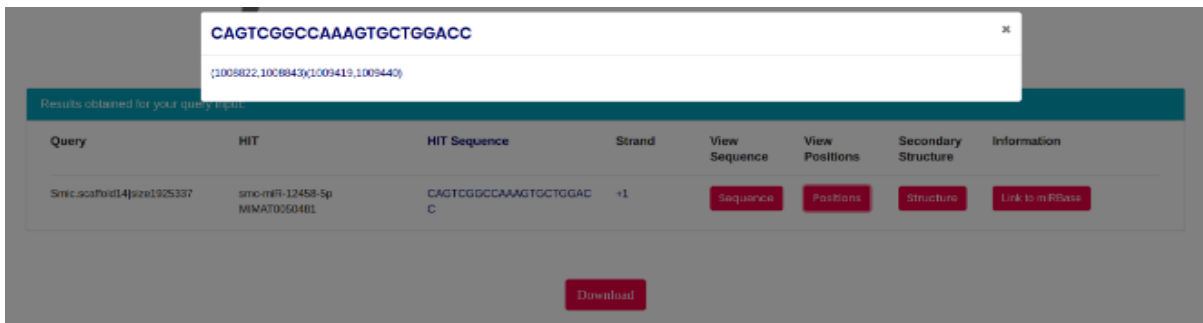 CAGTCGGCCAAAGTGCTGGACC
×
(1008822,1008843)(1009419,1009440)
Results obtained for your query input:
Query HIT HIT Sequence Strand View Sequence View Positions Secondary Structure Information
Smic.scaffold14|size1925337 smc-miR-12458-5p MIMAT0050481 CAGTCGGCCAAAGTGCTGGACC +1 Sequence Positions Structure Link to miRBase
Download